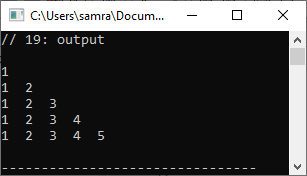 C:\Users\samra\Docum...
// 19: output
1
1  2
1  2  3
1  2  3  4
1  2  3  4  5
--------------------------------